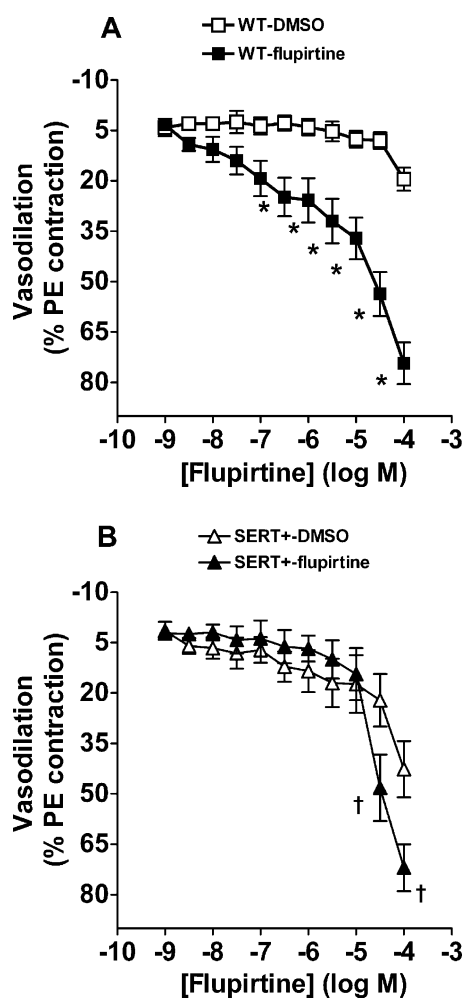 A
WT-DMSO
WT-flupirtine
-10
5
20
35
50
65
80
Vasodilation
(% PE contraction)
*
*
*
*
*
*
-10 -9 -8 -7 -6 -5 -4 -3
[Flupirtine] (log M)
B
SERT+-DMSO
SERT+-flupirtine
-10
5
20
35
50
65
80
Vasodilation
(% PE contraction)
†
†
-10 -9 -8 -7 -6 -5 -4 -3
[Flupirtine] (log M)